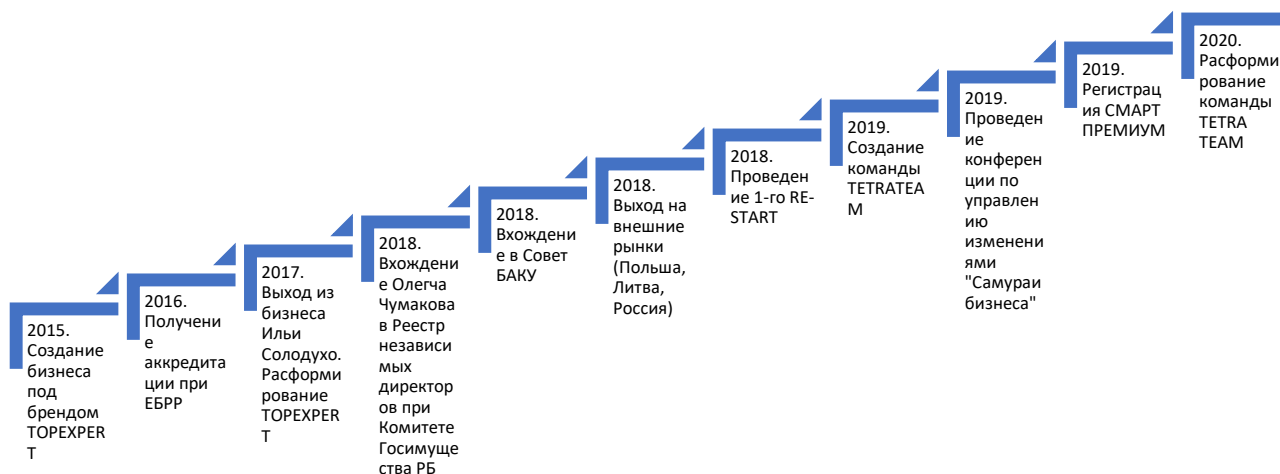 2015.
Создание
бизнеса
под
брендом
TOPEXPER
T
2016.
Получени
е
аккредита
ции при
ЕБРР
2017.
Выход из
бизнеса
Ильи
Солодухо.
Расформи
рование
TOPEXPER
T
2018.
Вхождени
е Олегча
Чумакова
в Реестр
независи
мых
директор
ов при
Комитете
Госимуще
ства РБ
2018.
Вхождени
е в Совет
БАКУ
2018.
Выход на
внешние
рынки
(Польша,
Литва,
Россия)
2018.
Проведен
ие 1-го RE-
START
2019.
Создание
команды
TETRATEA
M
2019.
Проведен
ие
конферен
ции по
управлен
ию
изменени
ями
"Самураи
бизнеса"
2019.
Регистрац
ия СМАРТ
ПРЕМИУМ
2020.
Расформи
рование
команды
TETRA
TEAM